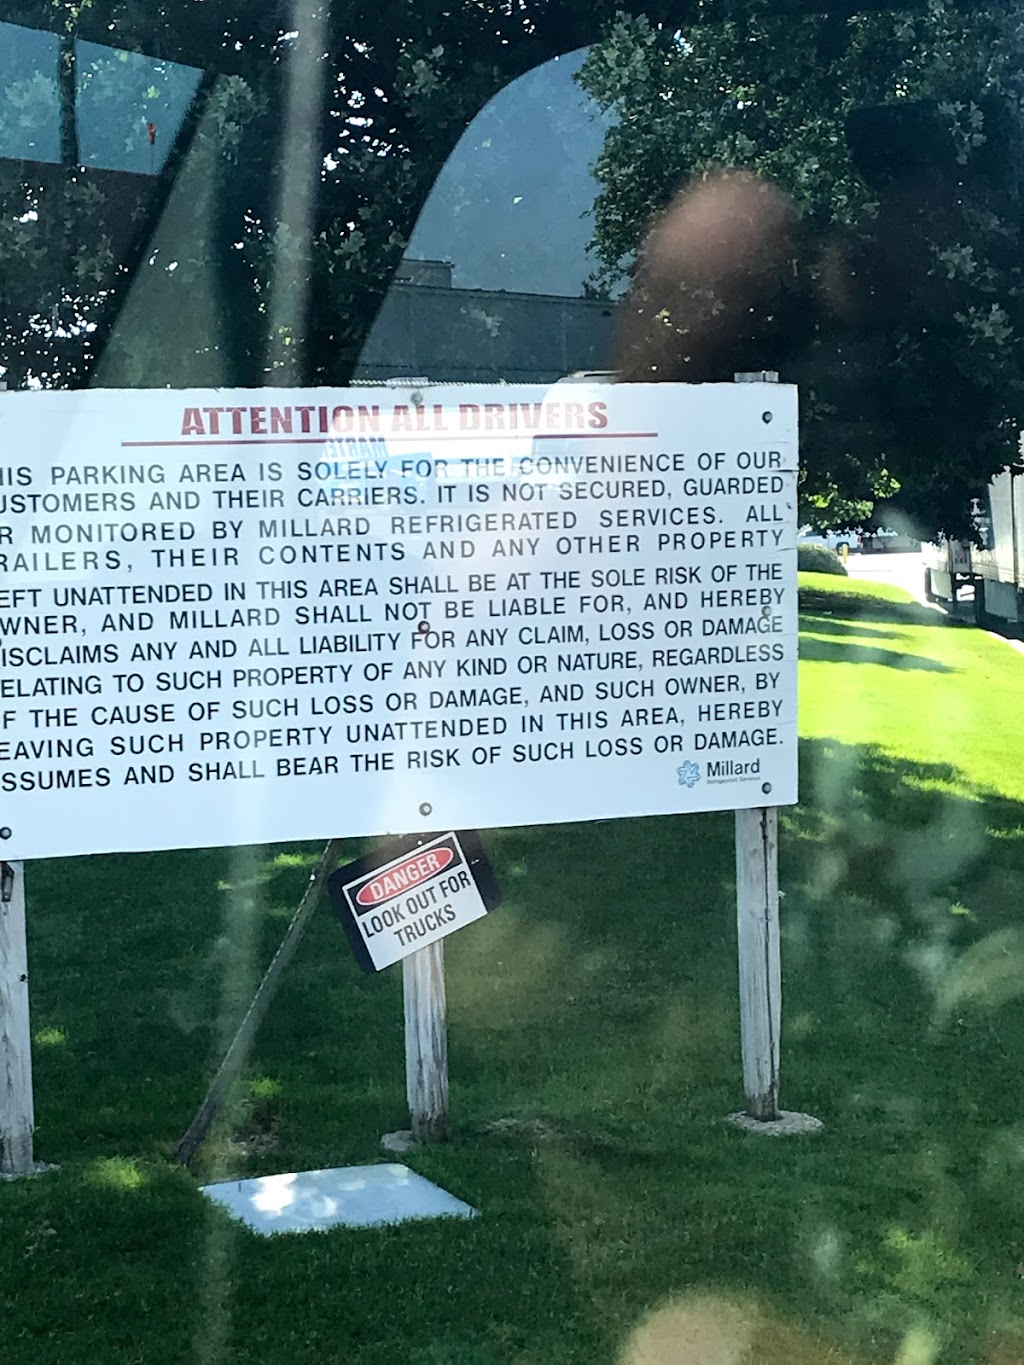 ATTENTION ALL DRIVERS
HIS PARKING AREA IS SOLELY FOR THE CONVENIENCE OF OUR
USTOMERS AND THEIR CARRIERS. IT IS NOT SECURED, GUARDED
R MONITORED BY MILLARD REFRIGERATED SERVICES. ALL
RAILERS, THEIR CONTENTS AND ANY OTHER PROPERTY
EFT UNATTENDED IN THIS AREA SHALL BE AT THE SOLE RISK OF THE
WNER, AND MILLARD SHALL NOT BE LIABLE FOR, AND HEREBY
ISCLAIMS ANY AND ALL LIABILITY FOR ANY CLAIM, LOSS OR DAMAGE
ELATING TO SUCH PROPERTY OF ANY KIND OR NATURE, REGARDLESS
F THE CAUSE OF SUCH LOSS OR DAMAGE, AND SUCH OWNER, BY
EAVING SUCH PROPERTY UNATTENDED IN THIS AREA, HEREBY
SSUMES AND SHALL BEAR THE RISK OF SUCH LOSS OR DAMAGE.
Millard
Refrigerated Services
DANGER
LOOK OUT FOR
TRUCKS